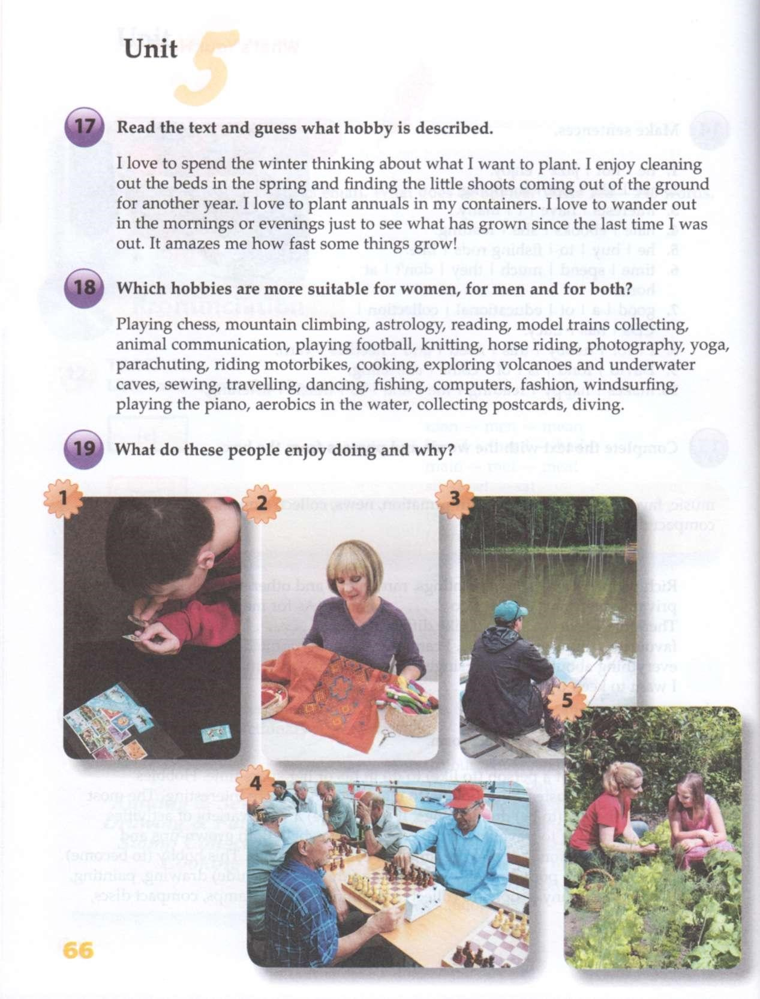 Unit 5
17 Read the text and guess what hobby is described.
I love to spend the winter thinking about what I want to plant. I enjoy cleaning
out the beds in the spring and finding the little shoots coming out of the ground
for another year. I love to plant annuals in my containers. I love to wander out
in the mornings or evenings just to see what has grown since the last time I was
out. It amazes me how fast some things grow!
18 Which hobbies are more suitable for women, for men and for both?
Playing chess, mountain climbing, astrology, reading, model trains collecting,
animal communication, playing football, knitting, horse riding, photography, yoga,
parachuting, riding motorbikes, cooking, exploring volcanoes and underwater
caves, sewing, travelling, dancing, fishing, computers, fashion, windsurfing,
playing the piano, aerobics in the water, collecting postcards, diving.
19 What do these people enjoy doing and why?
1
2
3
4
5
66